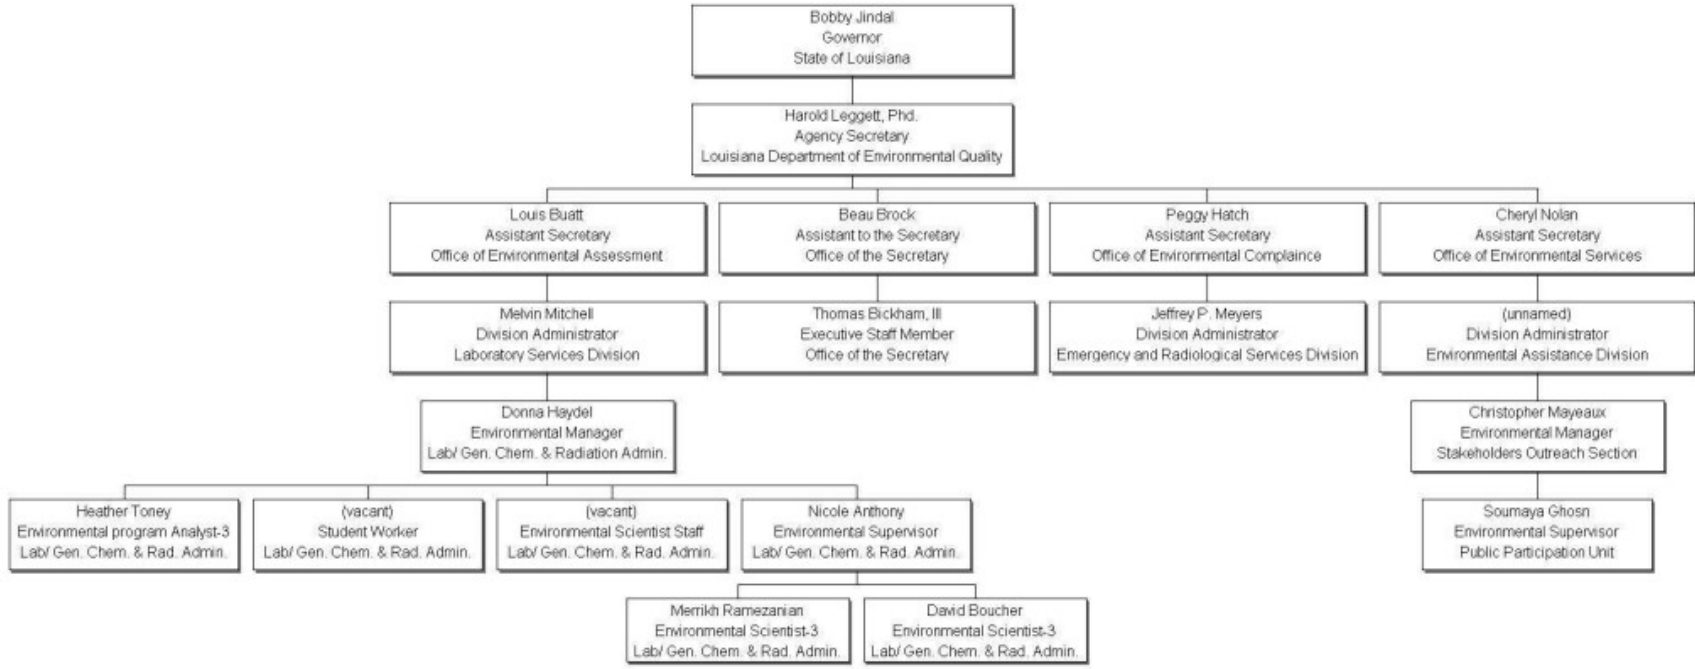 Bobby Jindal
Governor
State of Louisiana
Harold Leggett, Phd.
Agency Secretary
Louisiana Department of Environmental Quality
Louis Buatt
Assistant Secretary
Office of Environmental Assessment
Beau Brock
Assistant to the Secretary
Office of the Secretary
Peggy Hatch
Assistant Secretary
Office of Environmental Complaince
Cheryl Nolan
Assistant Secretary
Office of Environmental Services
Melvin Mitchell
Division Administrator
Laboratory Services Division
Thomas Bickham, III
Executive Staff Member
Office of the Secretary
Jeffrey P. Meyers
Division Administrator
Emergency and Radiological Services Division
(unnamed)
Division Administrator
Environmental Assistance Division
Donna Haydel
Environmental Manager
Lab/ Gen. Chem. & Radiation Admin.
Christopher Mayeaux
Environmental Manager
Stakeholders Outreach Section
Heather Toney
Environmental program Analyst-3
Lab/ Gen. Chem. & Rad. Admin.
(vacant)
Student Worker
Lab/ Gen. Chem. & Rad. Admin.
(vacant)
Environmental Scientist Staff
Lab/ Gen. Chem. & Rad. Admin.
Nicole Anthony
Environmental Supervisor
Lab/ Gen. Chem. & Rad. Admin.
Soumaya Ghosn
Environmental Supervisor
Public Participation Unit
Merrikh Ramezanian
Environmental Scientist-3
Lab/ Gen. Chem. & Rad. Admin.
David Boucher
Environmental Scientist-3
Lab/ Gen. Chem. & Rad. Admin.